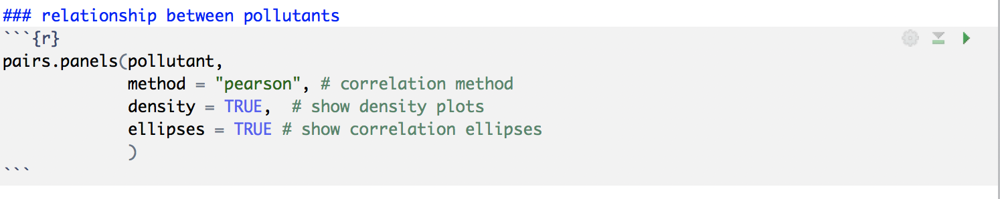 ### relationship between pollutants
```{r}
pairs.panels(pollutant,
             method = "pearson", # correlation method
             density = TRUE,  # show density plots
             ellipses = TRUE # show correlation ellipses
             )
```